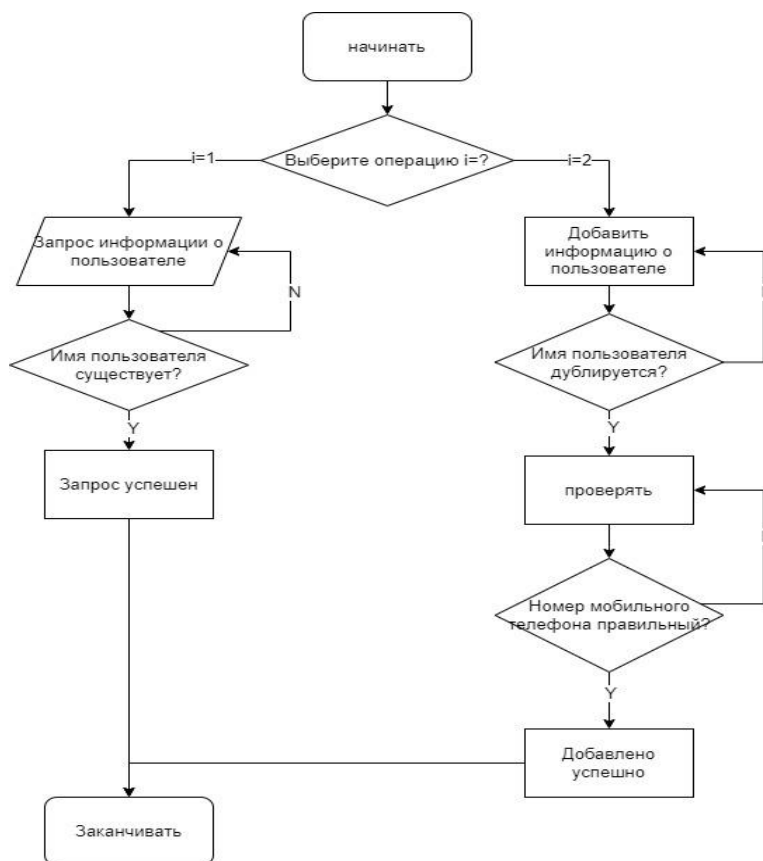 начинать
Выберите операцию i=?
i=1
i=2
Запрос информации о
пользователе
N
Добавить
информацию о
пользователе
Имя пользователя
существует?
Имя пользователя
дублируется?
Y
Y
Запрос успешен
проверять
Номер мобильного
телефона правильный?
Y
Добавлено
успешно
Заканчивать